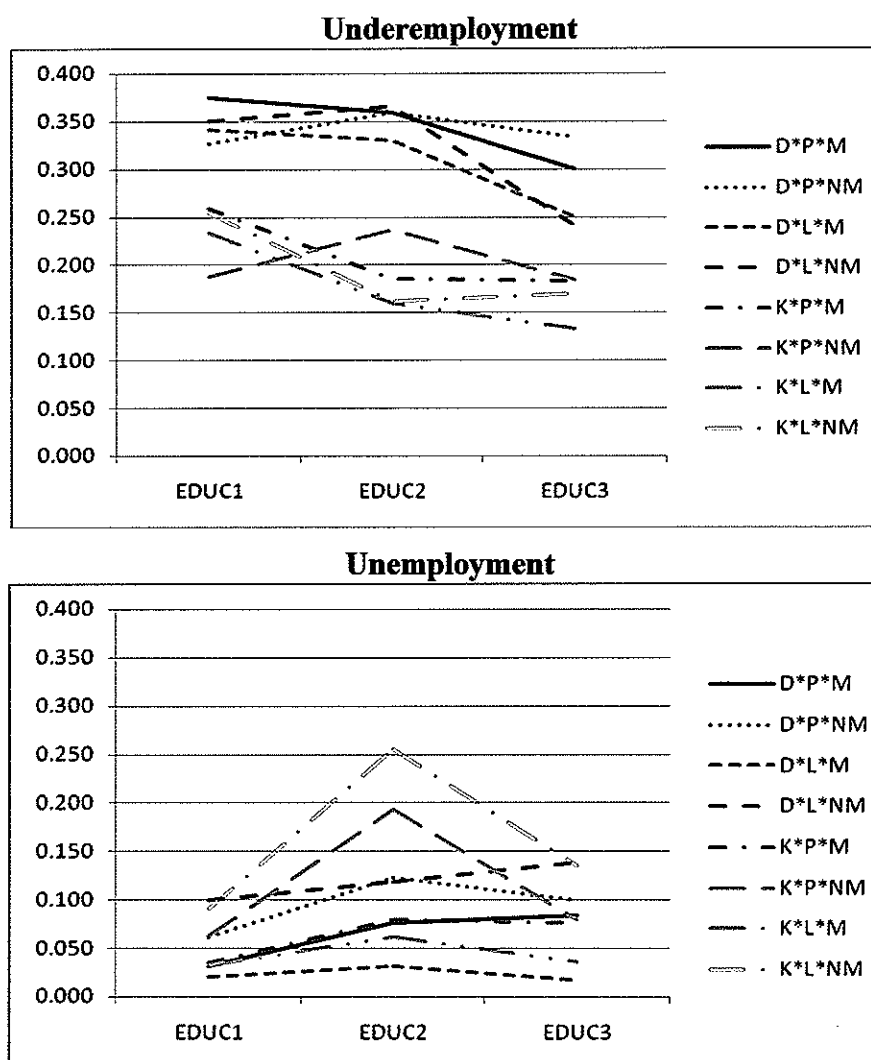 Underemployment
0.400
0.350
0.300
0.250
0.200
0.150
0.100
0.050
0.000
EDUC1 EDUC2 EDUC3
D*P*M
D*P*NM
D*L*M
D*L*NM
K*P*M
K*P*NM
K*L*M
K*L*NM
Unemployment
0.400
0.350
0.300
0.250
0.200
0.150
0.100
0.050
0.000
EDUC1 EDUC2 EDUC3
D*P*M
D*P*NM
D*L*M
D*L*NM
K*P*M
K*P*NM
K*L*M
K*L*NM